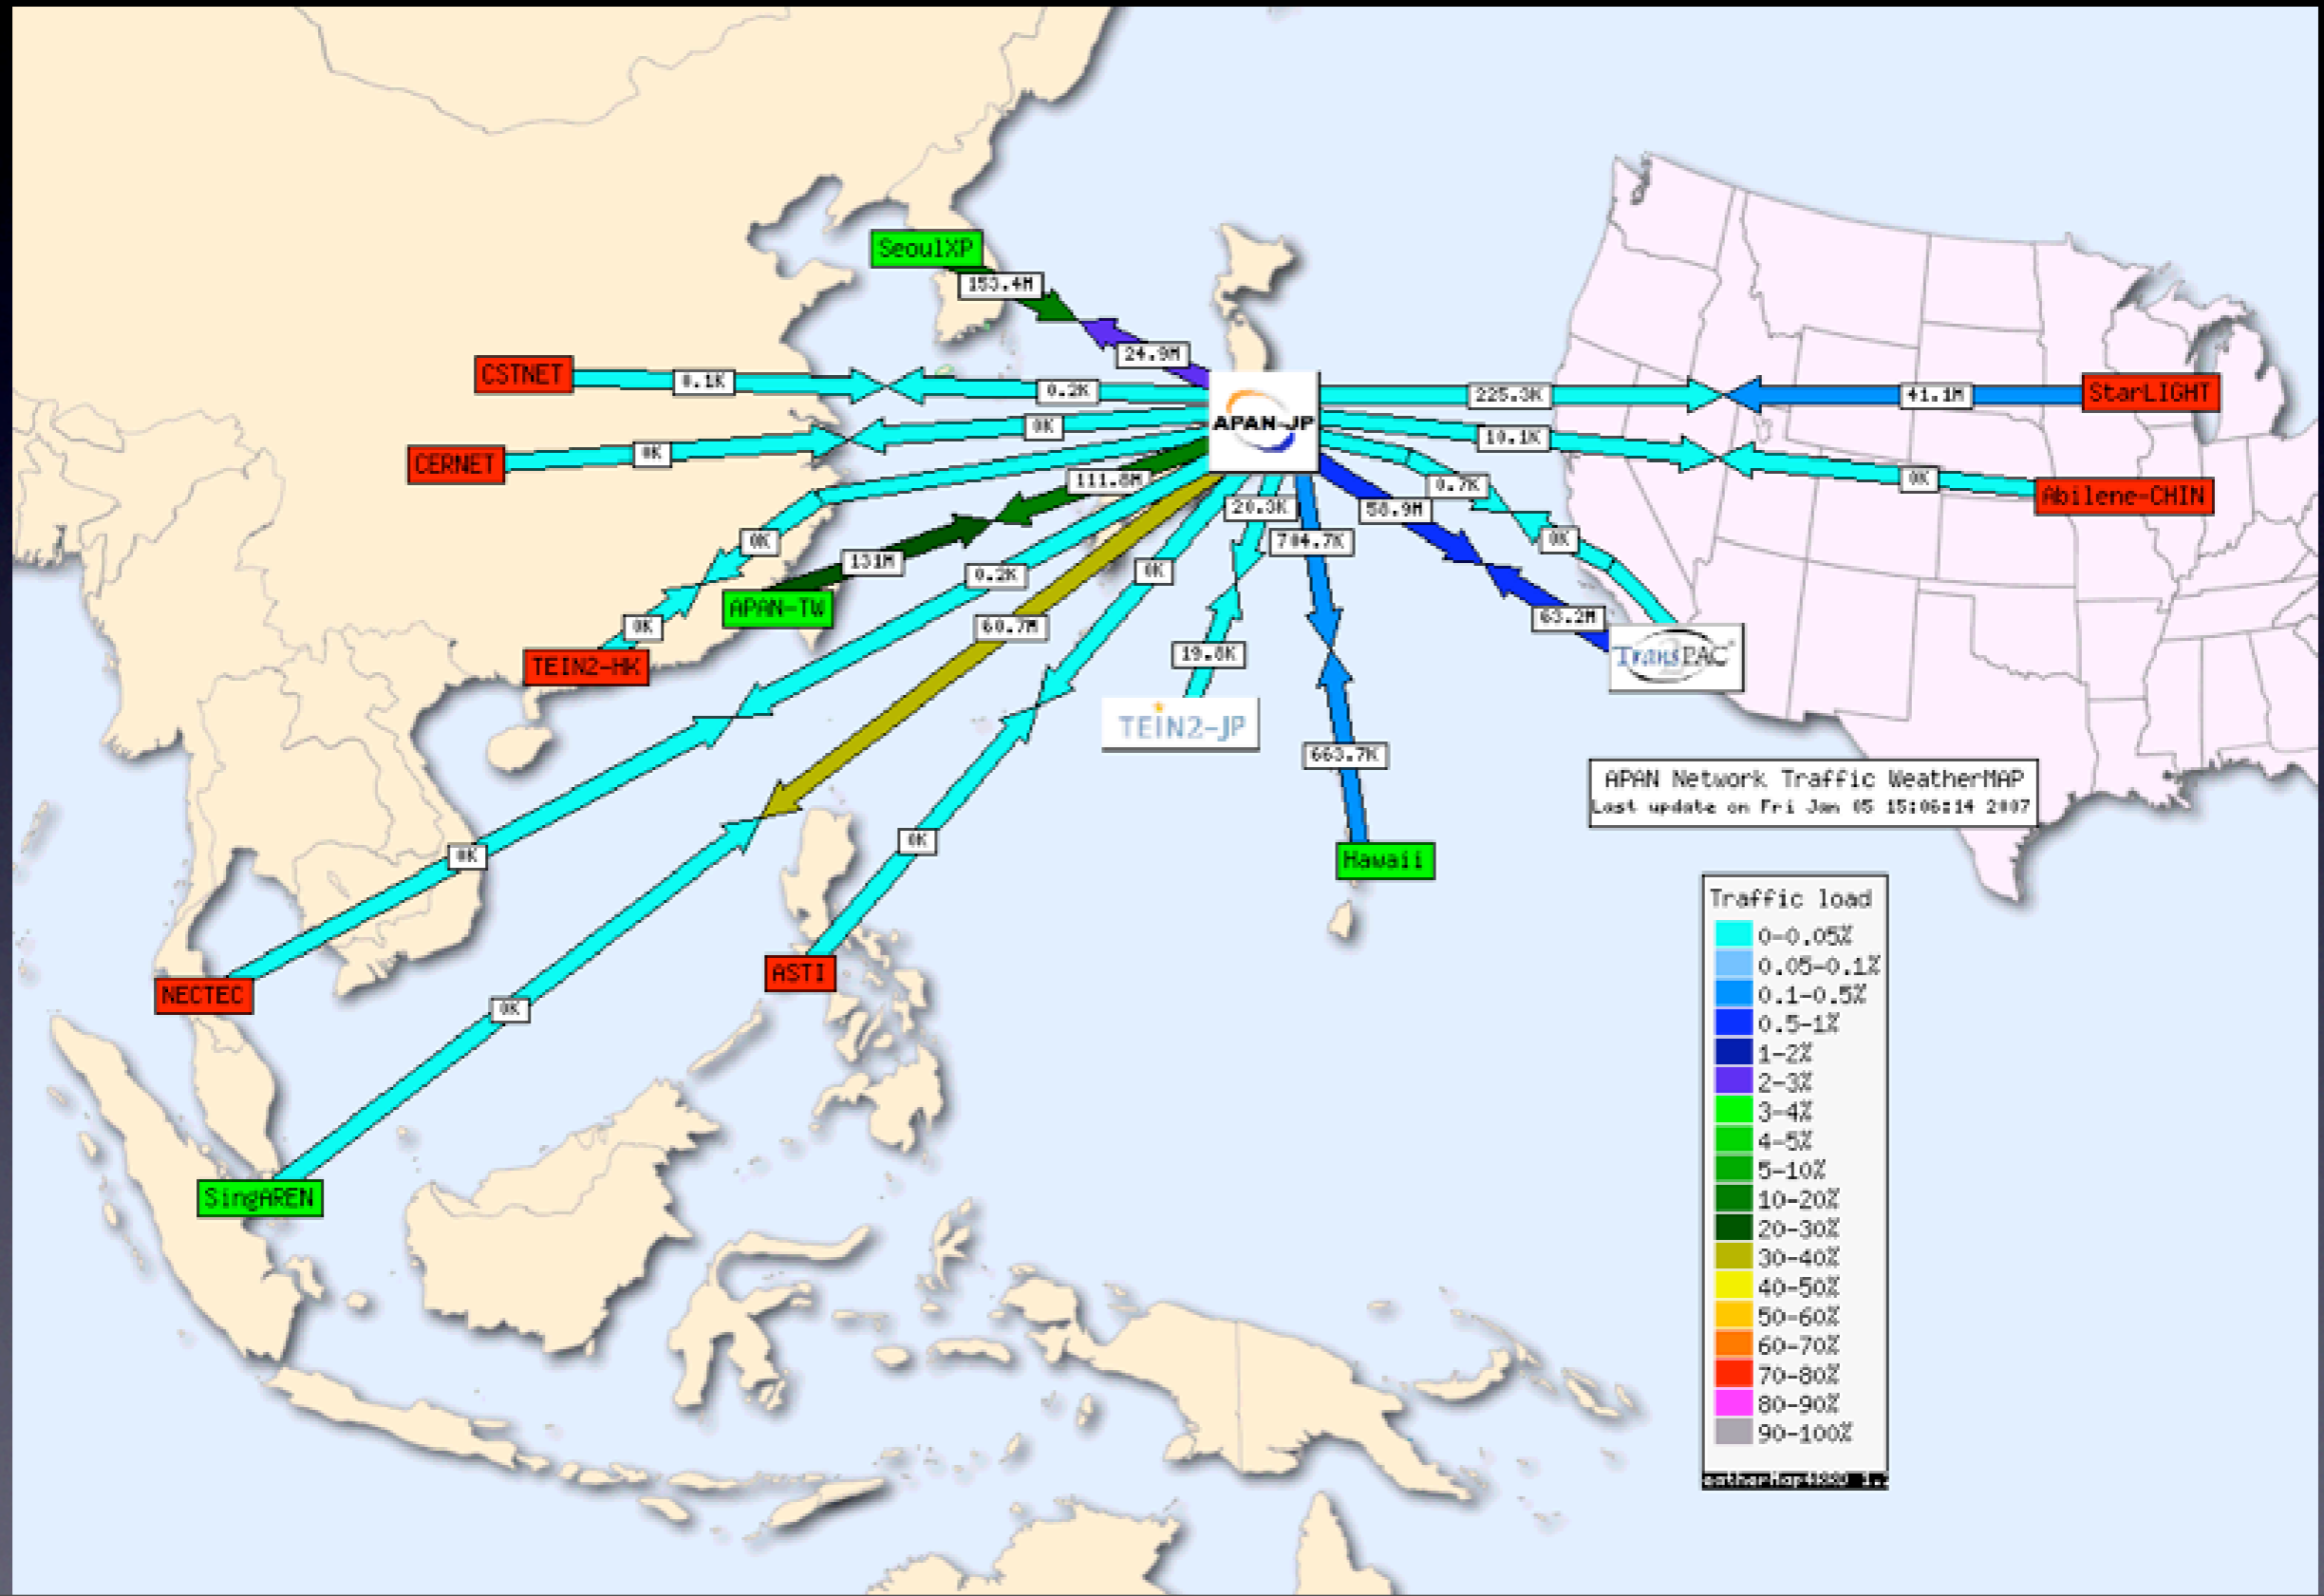 SeoulXP
153.4M
24.9M
CSTNET
0.1K
0.2K
225.3K
41.1M
StarLIGHT
APAN-JP
CERNET
0K
0K
10.1K
0K
Abilene-CHIN
111.8M
20.3K
58.9M
0.7K
0K
0K
131M
0.2K
0K
704.7K
APAN-TW
0K
60.7M
63.2M
TEIN2-HK
19.8K
TransPAC
TEIN2-JP
663.7K
APAN Network Traffic WeatherMAP
Last update on Fri Jan 05 15:06:14 2007
0K
0K
Hawaii
Traffic load
0-0.05%
0.05-0.1%
0.1-0.5%
0.5-1%
1-2%
2-3%
3-4%
4-5%
5-10%
10-20%
20-30%
30-40%
40-50%
50-60%
60-70%
70-80%
80-90%
90-100%
NECTEC
ASTI
0K
SingAREN